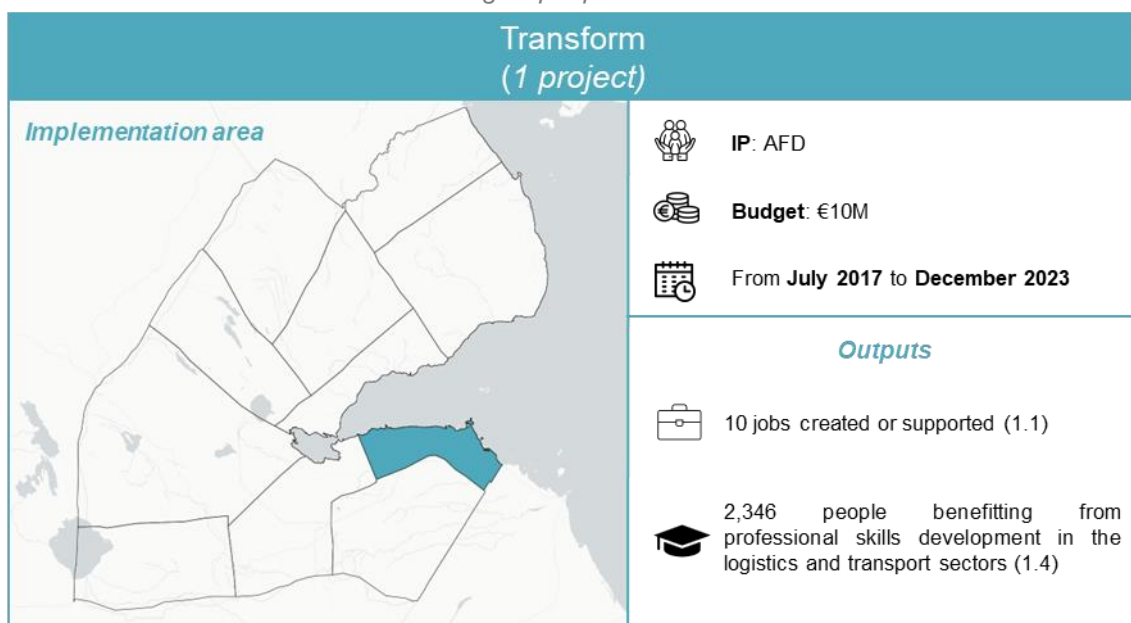 Transform
(1 project)
Implementation area
IP: AFD
Budget: €10M
From July 2017 to December 2023
Outputs
10 jobs created or supported (1.1)
2,346 people benefitting from
professional skills development in the
logistics and transport sectors (1.4)